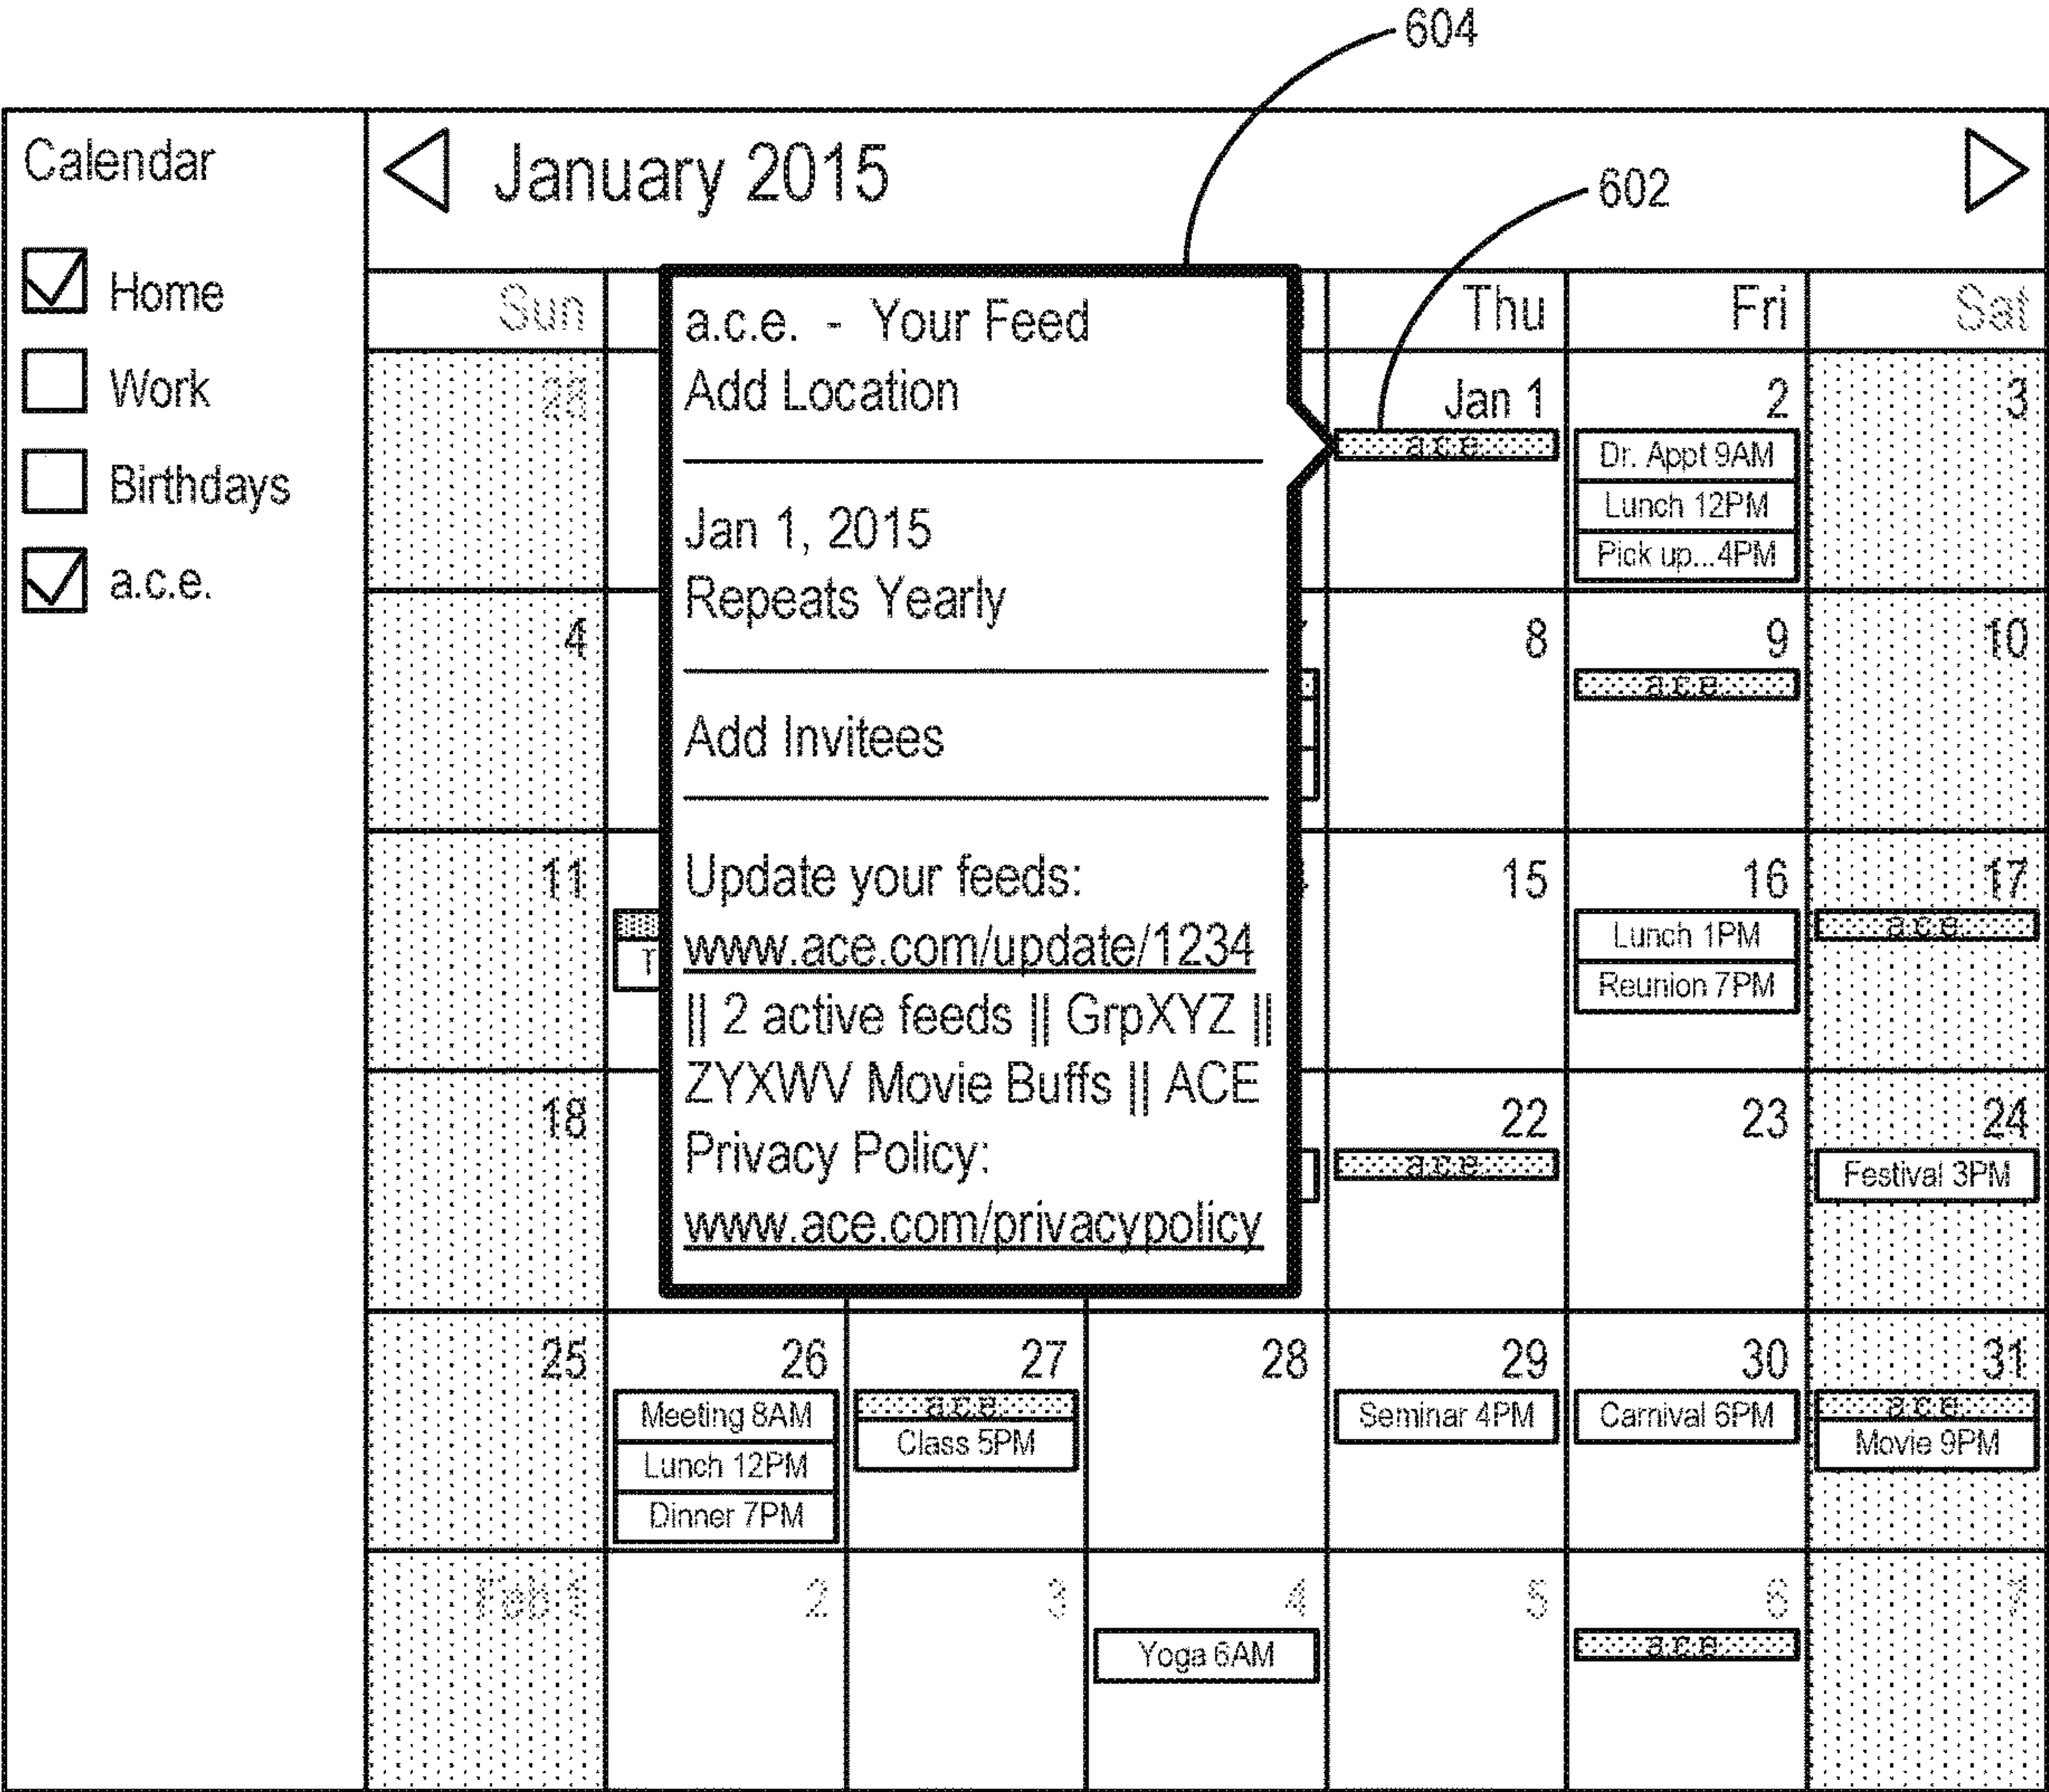 604
Calendar
January 2015
602
Home
Work
Birthdays
a.c.e.
Sun
Thu
Fri
Sat
a.c.e. - Your Feed
Add Location
Jan 1, 2015
Repeats Yearly
Add Invitees
Update your feeds:
www.ace.com/update/1234
|| 2 active feeds || GrpXYZ ||
ZYXWV Movie Buffs || ACE
Privacy Policy:
www.ace.com/privacypolicy
28
Jan 1
a.c.e.
2
Dr. Appt 9AM
Lunch 12PM
Pick up...4PM
3
4
8
9
a.c.e.
10
11
T
15
16
Lunch 1PM
Reunion 7PM
17
a.c.e.
18
22
a.c.e.
23
24
Festival 3PM
25
26
Meeting 8AM
Lunch 12PM
Dinner 7PM
27
a.c.e.
Class 5PM
28
29
Seminar 4PM
30
Carnival 6PM
31
a.c.e.
Movie 9PM
Feb 1
2
3
4
Yoga 6AM
5
6
a.c.e.
7